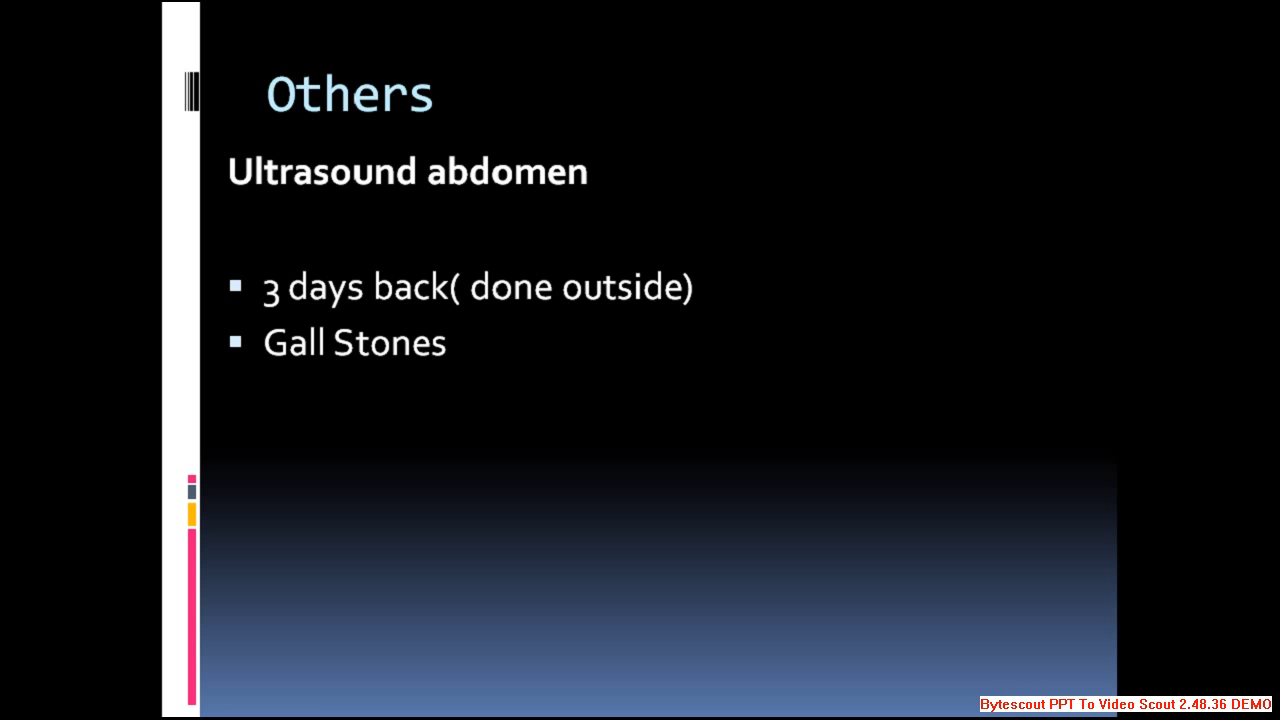 Others
Ultrasound abdomen
▪ 3 days back( done outside)
▪ Gall Stones
Bytescout PPT To Video Scout 2.48.36 DEMO